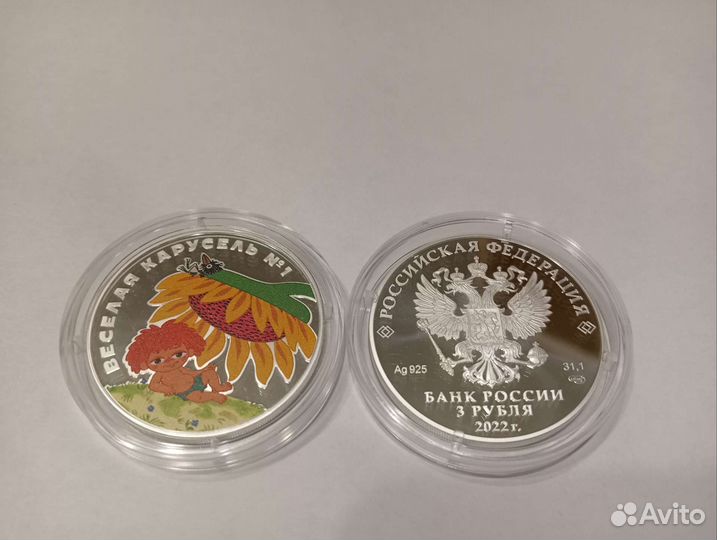 ВЕСЕЛАЯ КАРУСЕЛЬ №1
РОССИЙСКАЯ ФЕДЕРАЦИЯ
Ag 925
31,1
БАНК РОССИИ
3 РУБЛЯ
2022 г.
Avito